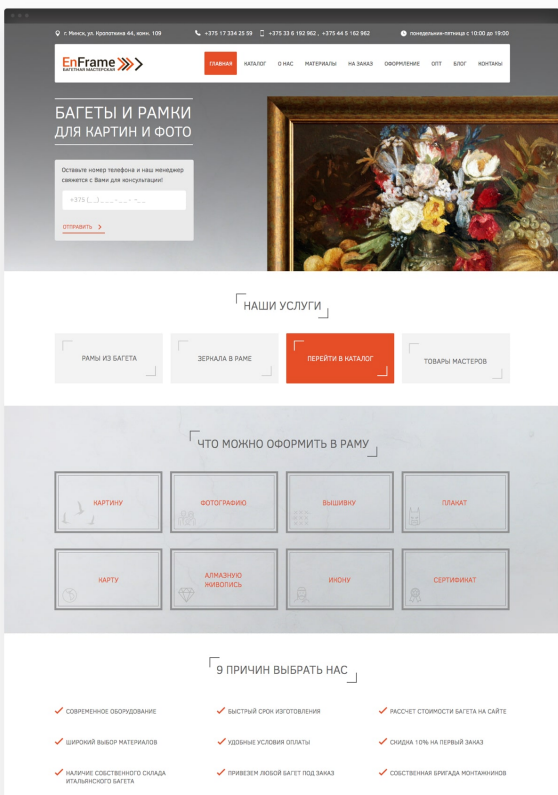 г. Минск, ул. Кропоткина 44, комн. 109
+375 17 334 25 59
+375 33 6 192 962 , +375 44 5 162 962
понедельник-пятница с 10:00 до 19:00
EnFrame
БАГЕТНАЯ МАСТЕРСКАЯ
ГЛАВНАЯ КАТАЛОГ О НАС МАТЕРИАЛЫ НА ЗАКАЗ ОФОРМЛЕНИЕ ОПТ БЛОГ КОНТАКЫ
БАГЕТЫ И РАМКИ
ДЛЯ КАРТИН И ФОТО
Оставьте номер телефона и наш менеджер
свяжется с Вами для консультации!
+375 (__) _ _ _ - _ _ - _ _
ОТПРАВИТЬ
НАШИ УСЛУГИ
РАМЫ ИЗ БАГЕТА
ЗЕРКАЛА В РАМЕ
ПЕРЕЙТИ В КАТАЛОГ
ТОВАРЫ МАСТЕРОВ
ЧТО МОЖНО ОФОРМИТЬ В РАМУ
КАРТИНУ
ФОТОГРАФИЮ
ВЫШИВКУ
ПЛАКАТ
КАРТУ
АЛМАЗНУЮ
ЖИВОПИСЬ
ИКОНУ
СЕРТИФИКАТ
9 ПРИЧИН ВЫБРАТЬ НАС
СОВРЕМЕННОЕ ОБОРУДОВАНИЕ
БЫСТРЫЙ СРОК ИЗГОТОВЛЕНИЯ
РАССЧЕТ СТОИМОСТИ БАГЕТА НА САЙТЕ
ШИРОКИЙ ВЫБОР МАТЕРИАЛОВ
УДОБНЫЕ УСЛОВИЯ ОПЛАТЫ
СКИДКА 10% НА ПЕРВЫЙ ЗАКАЗ
НАЛИЧИЕ СОБСТВЕННОГО СКЛАДА
ИТАЛЬЯНСКОГО БАГЕТА
ПРИВЕЗЕМ ЛЮБОЙ БАГЕТ ПОД ЗАКАЗ
СОБСТВЕННАЯ БРИГАДА МОНТАЖНИКОВ